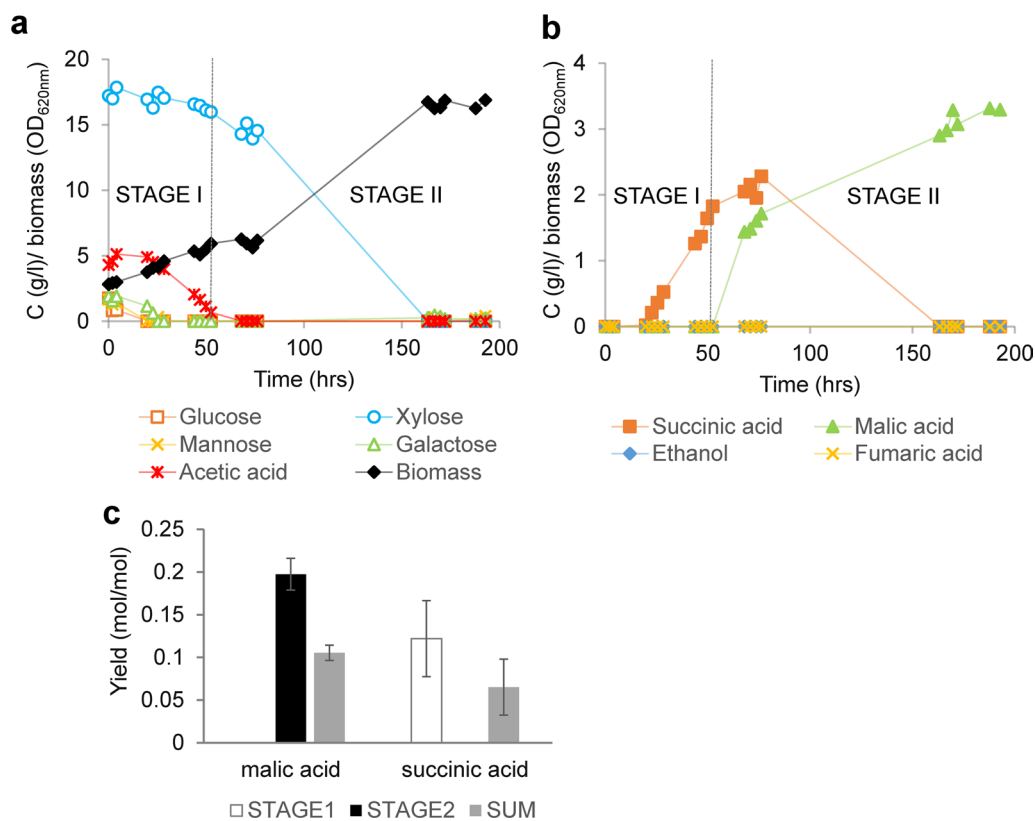 a
20
15
10
5
0
C (g/l)/ biomass (OD620nm)
STAGE I
STAGE II
0 50 100 150 200
Time (hrs)
Glucose Xylose
Mannose Galactose
Acetic acid Biomass
b
4
3
2
1
0
C (g/l)/ biomass (OD620nm)
STAGE I
STAGE II
0 50 100 150 200
Time (hrs)
Succinic acid Malic acid
Ethanol Fumaric acid
c
0.25
0.2
0.15
0.1
0.05
0
Yield (mol/mol)
malic acid succinic acid
STAGE1 STAGE2 SUM